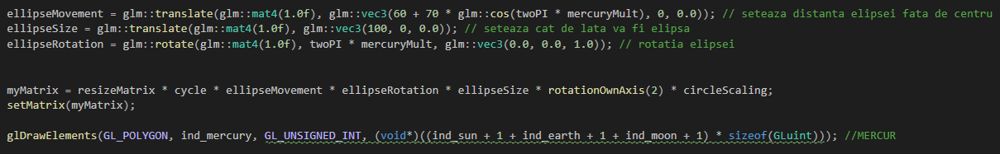 ellipseMovement = glm::translate(glm::mat4(1.0f), glm::vec3(60 + 70 * glm::cos(twoPI * mercuryMult), 0, 0.0)); // seteaza distanta elipsei fata de centru
ellipseSize = glm::translate(glm::mat4(1.0f), glm::vec3(100, 0, 0.0)); // seteaza cat de lata va fi elipsa
ellipseRotation = glm::rotate(glm::mat4(1.0f), twoPI * mercuryMult, glm::vec3(0.0, 0.0, 1.0)); // rotatia elipsei
myMatrix = resizeMatrix * cycle * ellipseMovement * ellipseRotation * ellipseSize * rotationOwnAxis(2) * circleScaling;
setMatrix(myMatrix);
glDrawElements(GL_POLYGON, ind_mercury, GL_UNSIGNED_INT, (void*)((ind_sun + 1 + ind_earth + 1 + ind_moon + 1) * sizeof(GLuint))); //MERCUR